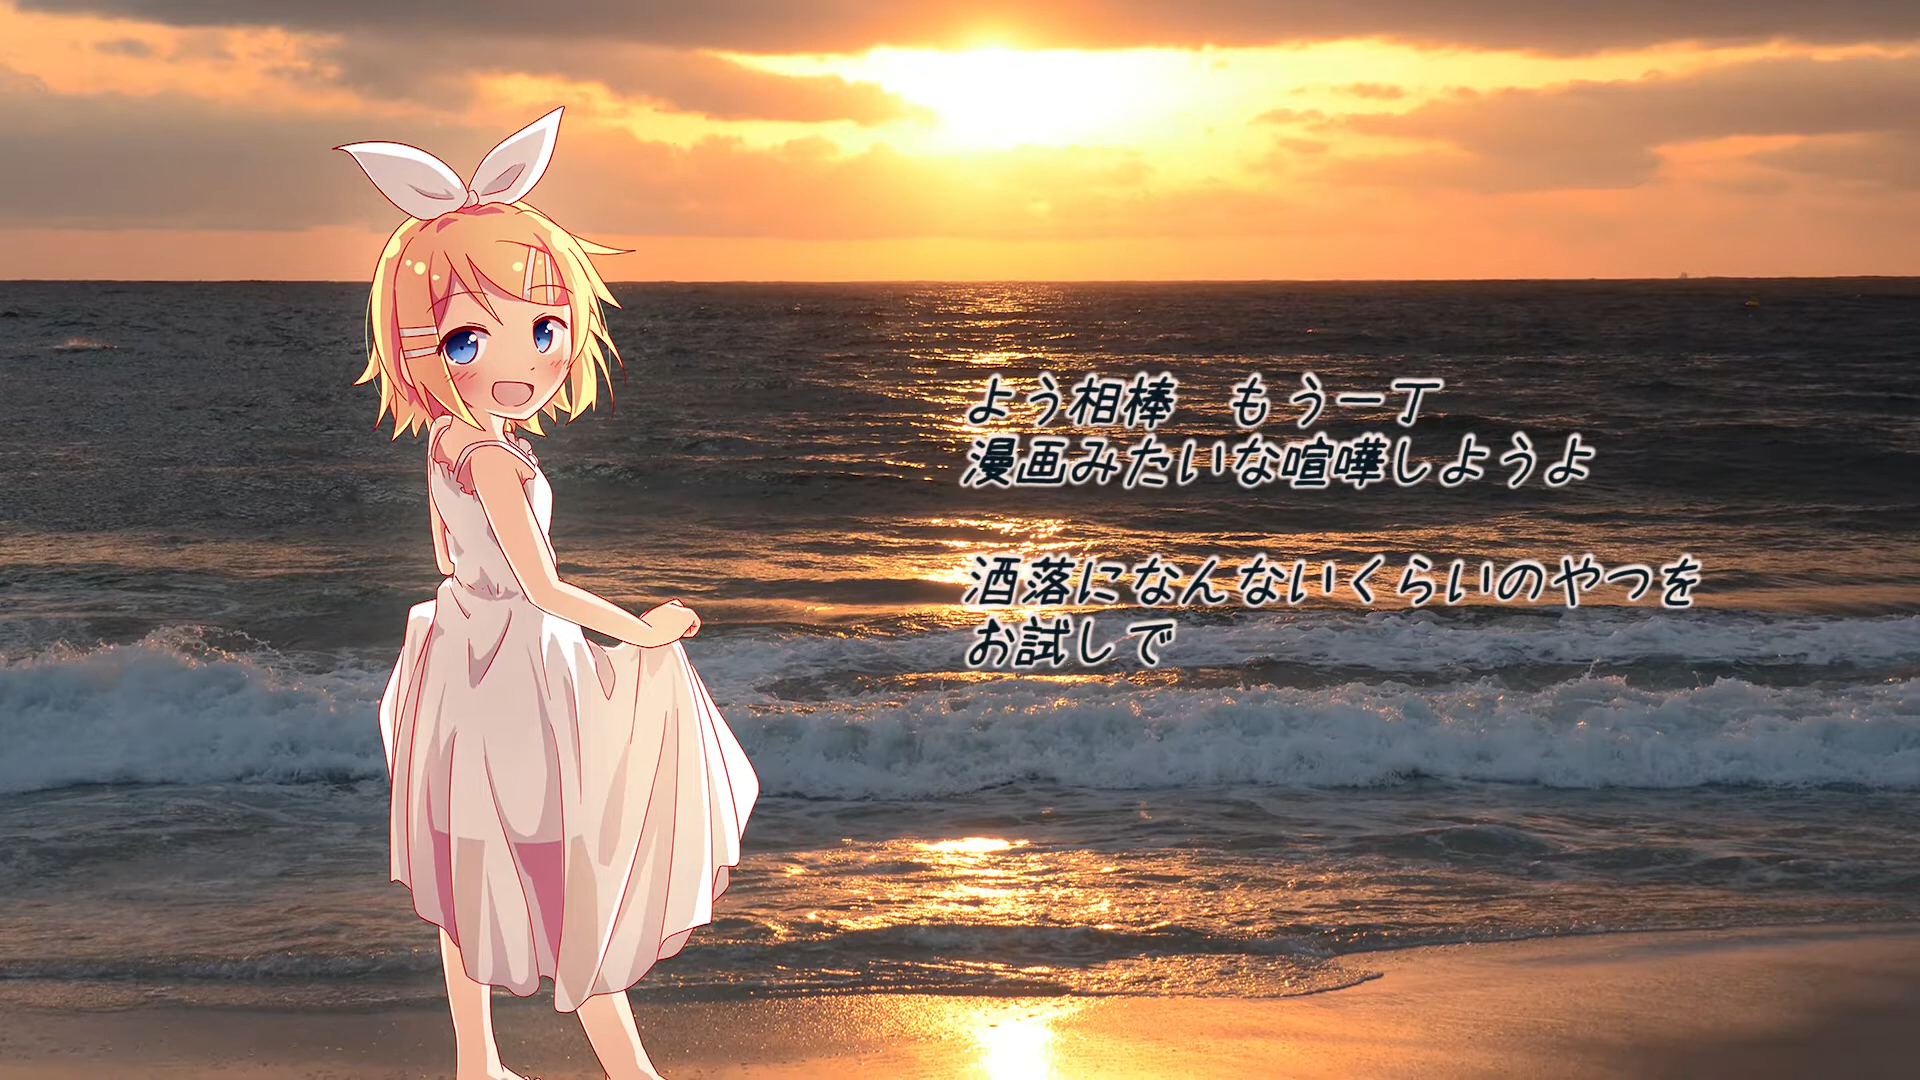 よう相棒　もう一丁
漫画みたいな喧嘩しようよ
洒落になんないくらいのやつを
お試しで